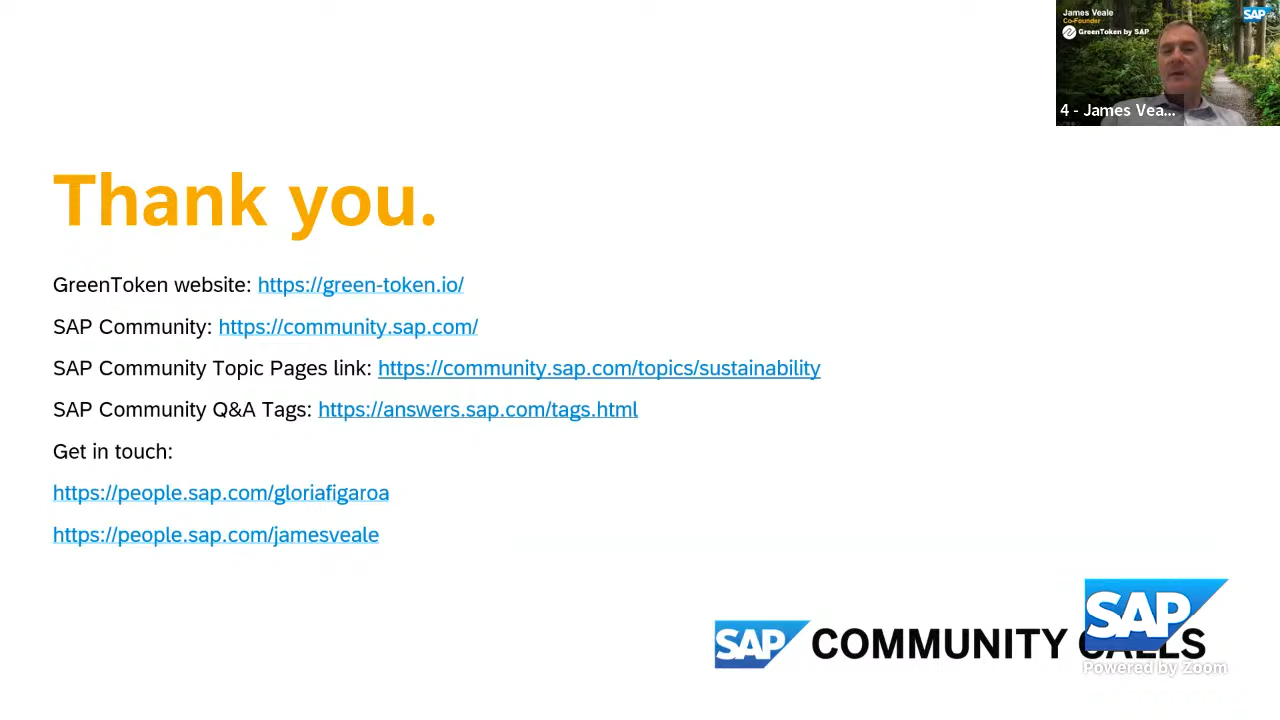 James Veale
Co-Founder
GreenToken by SAP
SAP
4 - James Vea...
Thank you.
GreenToken website: https://green-token.io/
SAP Community: https://community.sap.com/
SAP Community Topic Pages link: https://community.sap.com/topics/sustainability
SAP Community Q&A Tags: https://answers.sap.com/tags.html
Get in touch:
https://people.sap.com/gloriafigaroa
https://people.sap.com/jamesveale
SAP COMMUNITY CALLS
SAP
Powered by Zoom